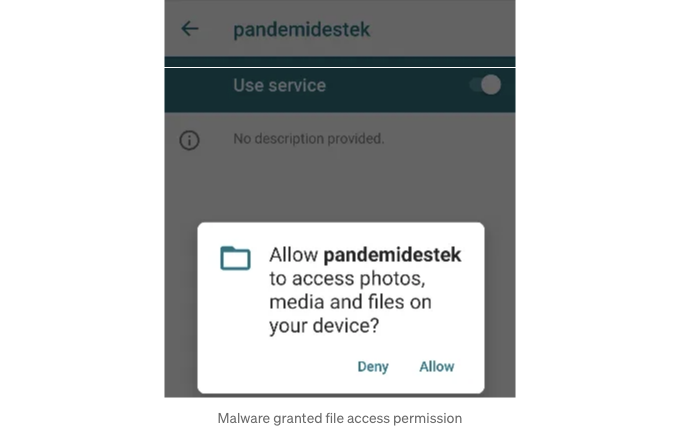 pandemidestek
Use service
No description provided.
Allow pandemidestek
to access photos,
media and files on
your device?
Deny Allow
Malware granted file access permission